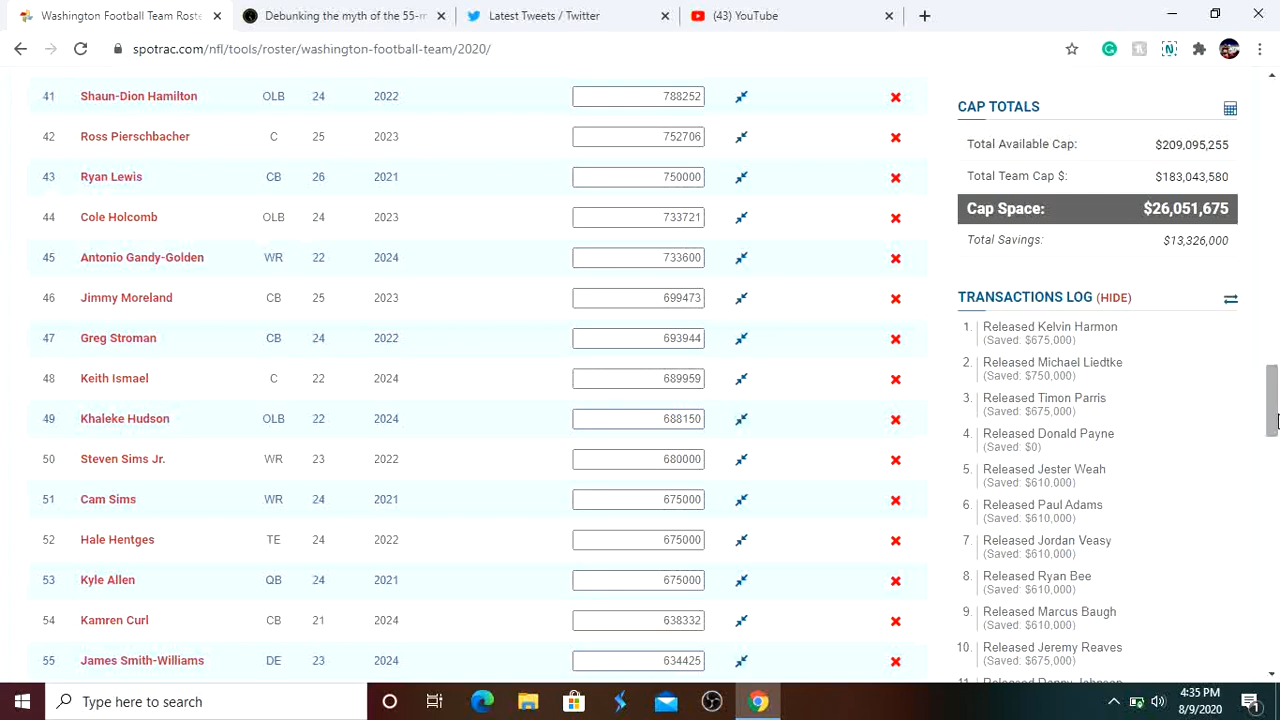 Washington Football Team Roste
Debunking the myth of the 55-m
Latest Tweets / Twitter
(43) YouTube
spotrac.com/nfl/tools/roster/washington-football-team/2020/
41 Shaun-Dion Hamilton OLB 24 2022 788252
42 Ross Pierschbacher C 25 2023 752706
43 Ryan Lewis CB 26 2021 750000
44 Cole Holcomb OLB 24 2023 733721
45 Antonio Gandy-Golden WR 22 2024 733600
46 Jimmy Moreland CB 25 2023 699473
47 Greg Stroman CB 24 2022 693944
48 Keith Ismael C 22 2024 689959
49 Khaleke Hudson OLB 22 2024 688150
50 Steven Sims Jr. WR 23 2022 680000
51 Cam Sims WR 24 2021 675000
52 Hale Hentges TE 24 2022 675000
53 Kyle Allen QB 24 2021 675000
54 Kamren Curl CB 21 2024 638332
55 James Smith-Williams DE 23 2024 634425
CAP TOTALS
Total Available Cap: $209,095,255
Total Team Cap $: $183,043,580
Cap Space: $26,051,675
Total Savings: $13,326,000
TRANSACTIONS LOG (HIDE)
1. Released Kelvin Harmon
(Saved: $675,000)
2. Released Michael Liedtke
(Saved: $750,000)
3. Released Timon Parris
(Saved: $675,000)
4. Released Donald Payne
(Saved: $0)
5. Released Jester Weah
(Saved: $610,000)
6. Released Paul Adams
(Saved: $610,000)
7. Released Jordan Veasy
(Saved: $610,000)
8. Released Ryan Bee
(Saved: $610,000)
9. Released Marcus Baugh
(Saved: $610,000)
10. Released Jeremy Reaves
(Saved: $675,000)
Type here to search
4:35 PM
8/9/2020